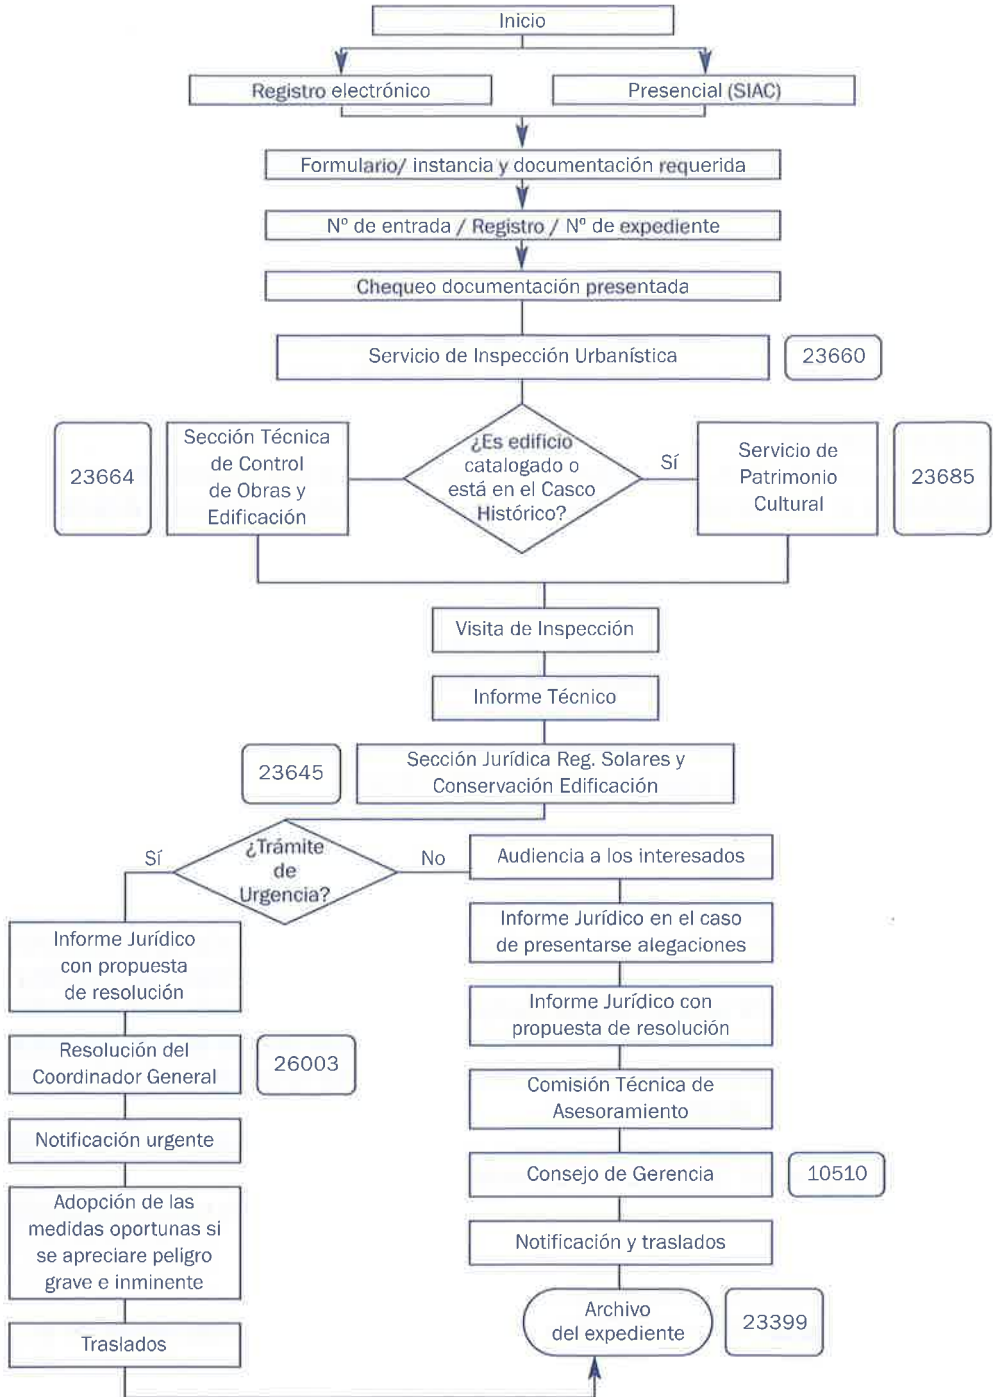 Inicio
Registro electrónico
Presencial (SIAC)
Formulario/ instancia y documentación requerida
Nº de entrada / Registro / Nº de expediente
Chequeo documentación presentada
Servicio de Inspección Urbanística
23660
23664
Sección Técnica
de Control
de Obras y
Edificación
¿Es edificio
catalogado o
está en el Casco
Histórico?
Sí
Servicio de
Patrimonio
Cultural
23685
Visita de Inspección
Informe Técnico
23645
Sección Jurídica Reg. Solares y
Conservación Edificación
Sí
¿Trámite
de
Urgencia?
No
Informe Jurídico
con propuesta
de resolución
Resolución del
Coordinador General
26003
Notificación urgente
Adopción de las
medidas oportunas si
se apreciare peligro
grave e inminente
Traslados
Audiencia a los interesados
Informe Jurídico en el caso
de presentarse alegaciones
Informe Jurídico con
propuesta de resolución
Comisión Técnica de
Asesoramiento
Consejo de Gerencia
10510
Notificación y traslados
Archivo
del expediente
23399